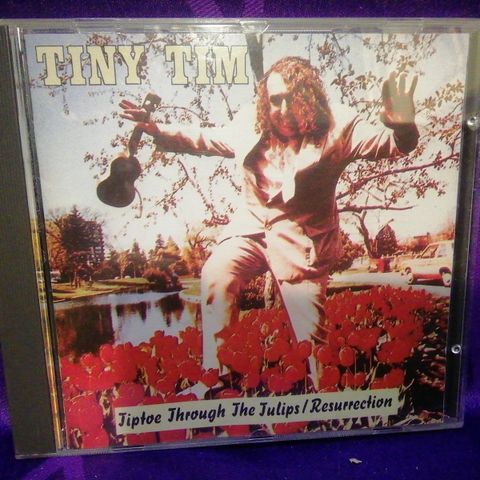 TINY TIM
Tiptoe Through The Tulips/Resurrection